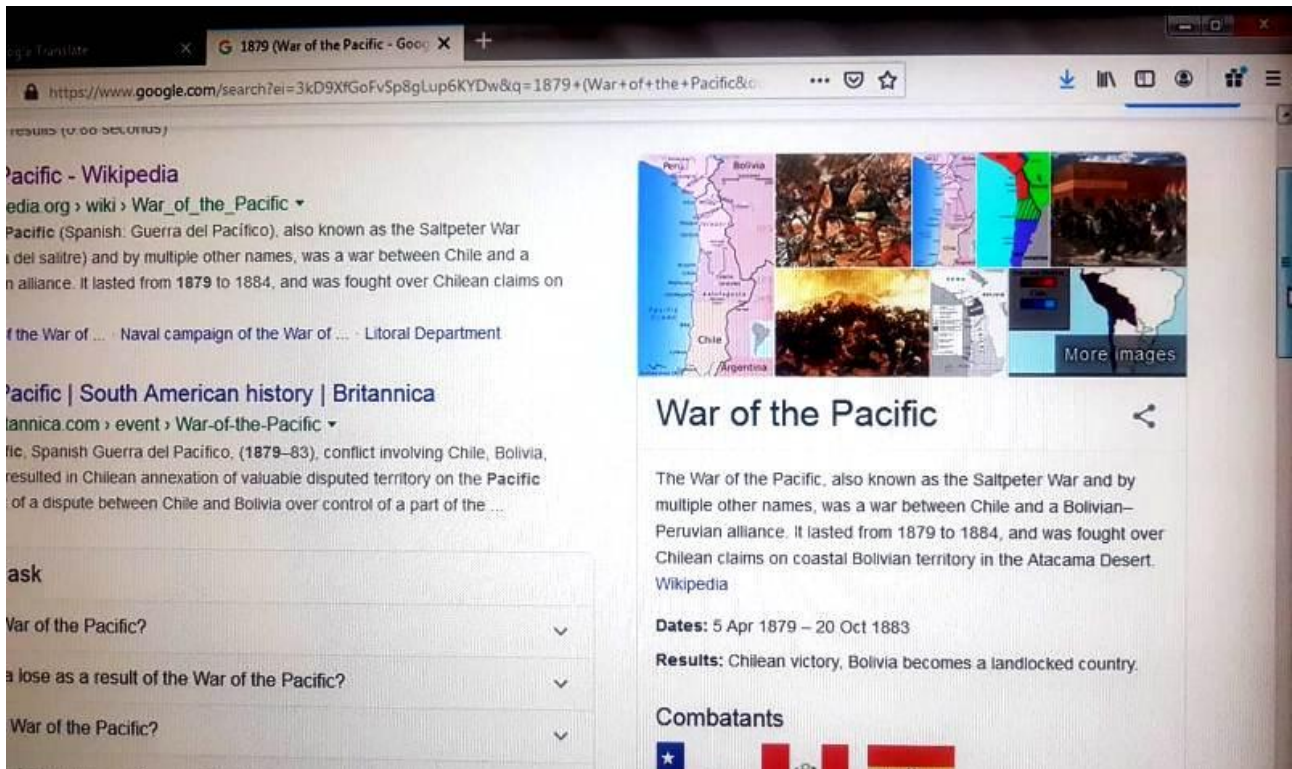 Translate
1879 (War of the Pacific - Goog
https://www.google.com/search?ei=3kD9XfGoFvSp8gLup6KYDw&q=1879+(War+of+the+Pacific&
results (0.68 seconds)
Pacific - Wikipedia
edia.org › wiki › War_of_the_Pacific
Pacific (Spanish: Guerra del Pacífico), also known as the Saltpeter War
del salitre) and by multiple other names, was a war between Chile and a
n alliance. It lasted from 1879 to 1884, and was fought over Chilean claims on
f the War of ... · Naval campaign of the War of ... · Litoral Department
Pacific | South American history | Britannica
tannica.com › event › War-of-the-Pacific
fic, Spanish Guerra del Pacífico, (1879–83), conflict involving Chile, Bolivia,
resulted in Chilean annexation of valuable disputed territory on the Pacific
of a dispute between Chile and Bolivia over control of a part of the ...
ask
War of the Pacific?
a lose as a result of the War of the Pacific?
War of the Pacific?
Perú
Bolivia
Chile
Argentina
More images
War of the Pacific
The War of the Pacific, also known as the Saltpeter War and by
multiple other names, was a war between Chile and a Bolivian–
Peruvian alliance. It lasted from 1879 to 1884, and was fought over
Chilean claims on coastal Bolivian territory in the Atacama Desert.
Wikipedia
Dates: 5 Apr 1879 – 20 Oct 1883
Results: Chilean victory, Bolivia becomes a landlocked country.
Combatants